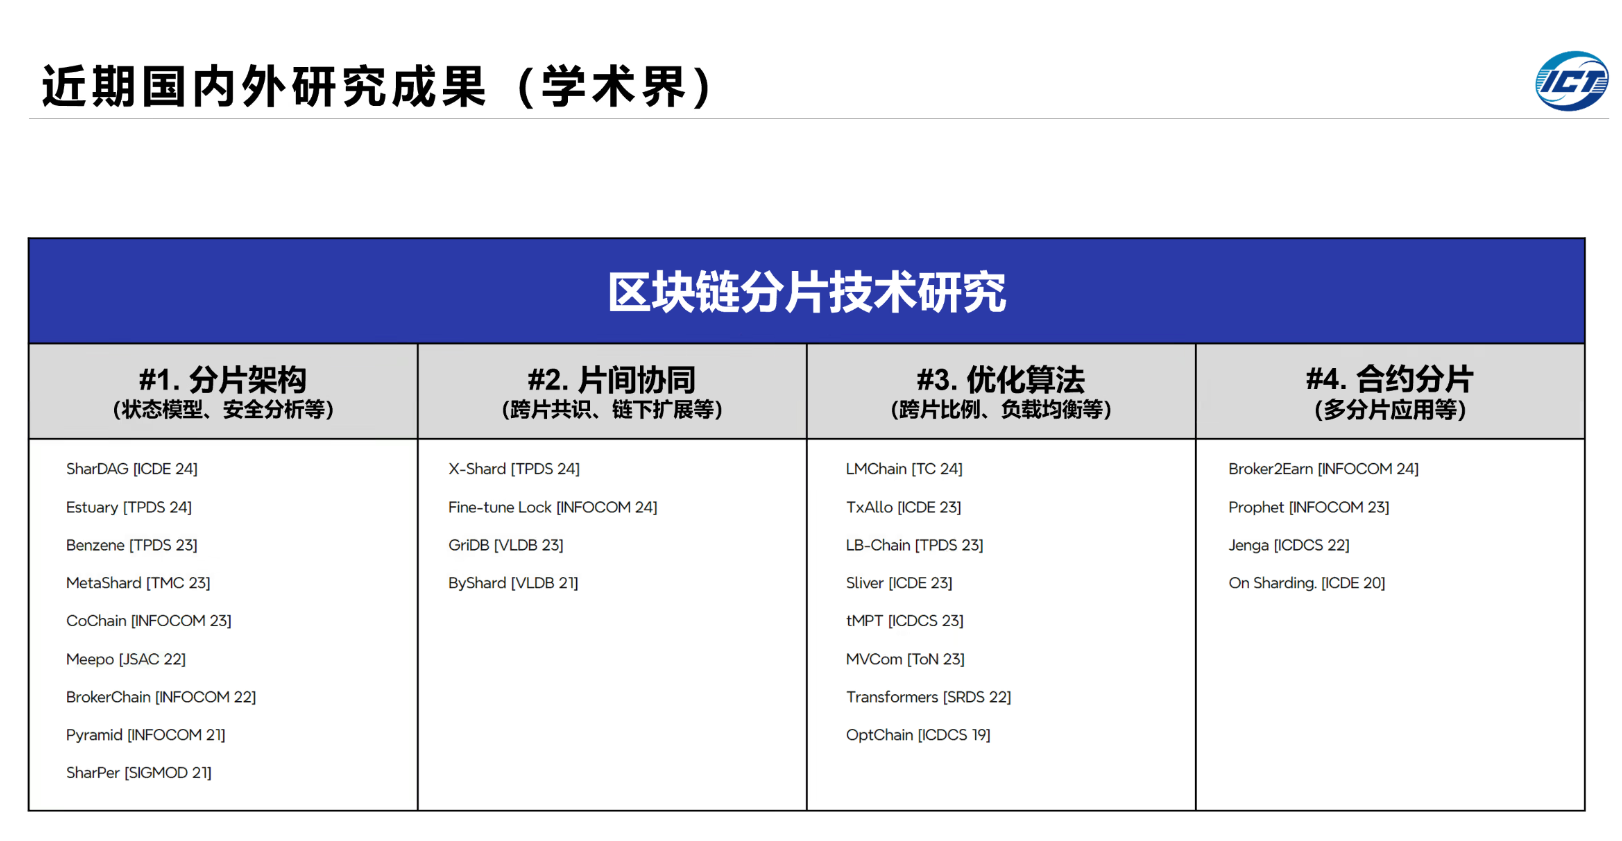 近期国内外研究成果（学术界）
ICT
区块链分片技术研究
#1. 分片架构
（状态模型、安全分析等）
SharDAG [ICDE 24]
Estuary [TPDS 24]
Benzene [TPDS 23]
MetaShard [TMC 23]
CoChain [INFOCOM 23]
Meepo [JSAC 22]
BrokerChain [INFOCOM 22]
Pyramid [INFOCOM 21]
SharPer [SIGMOD 21]
#2. 片间协同
（跨片共识、链下扩展等）
X-Shard [TPDS 24]
Fine-tune Lock [INFOCOM 24]
GriDB [VLDB 23]
ByShard [VLDB 21]
#3. 优化算法
（跨片比例、负载均衡等）
LMChain [TC 24]
TxAllo [ICDE 23]
LB-Chain [TPDS 23]
Sliver [ICDE 23]
tMPT [ICDCS 23]
MVCom [ToN 23]
Transformers [SRDS 22]
OptChain [ICDCS 19]
#4. 合约分片
（多分片应用等）
Broker2Earn [INFOCOM 24]
Prophet [INFOCOM 23]
Jenga [ICDCS 22]
On Sharding. [ICDE 20]